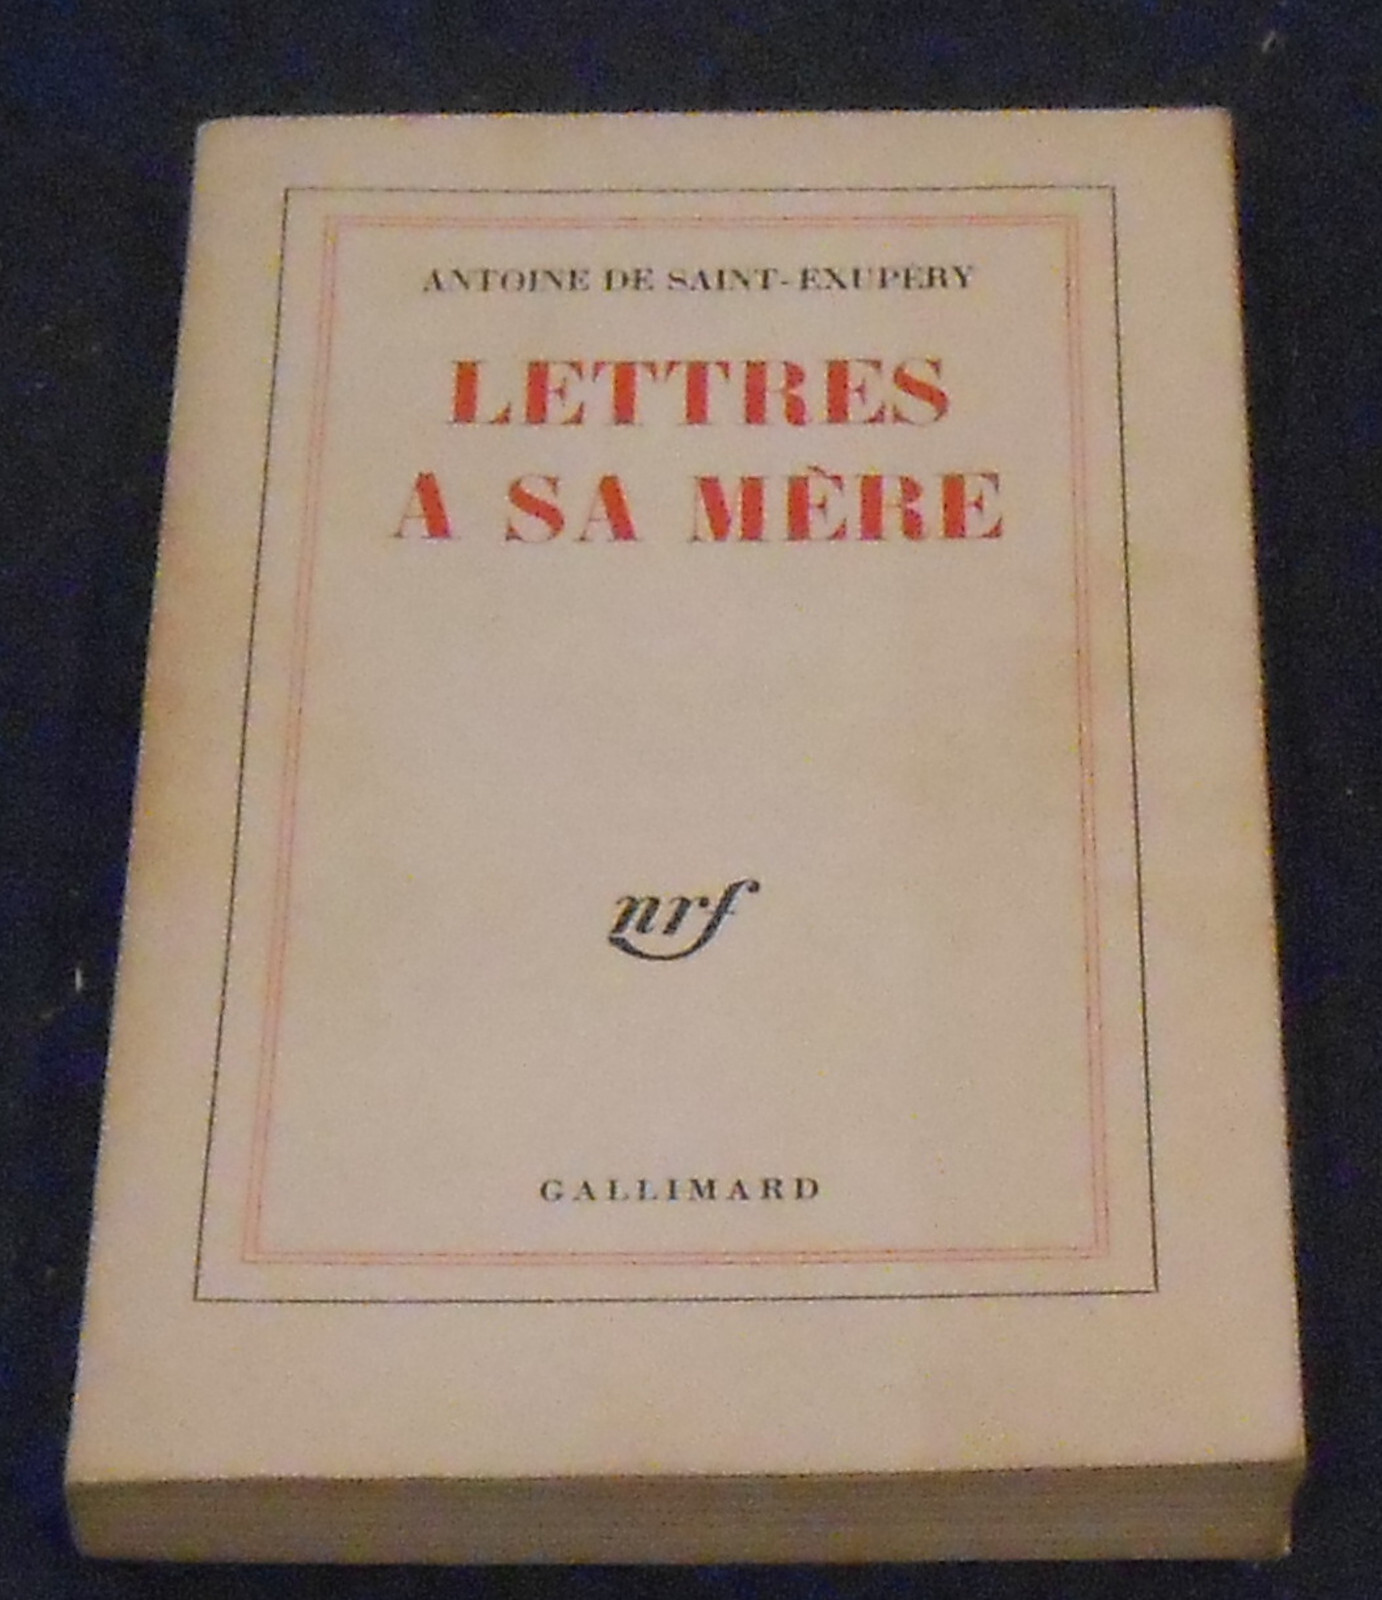 ANTOINE DE SAINT-EXUPÉRY
LETTRES
A SA MÈRE
nrf
GALLIMARD